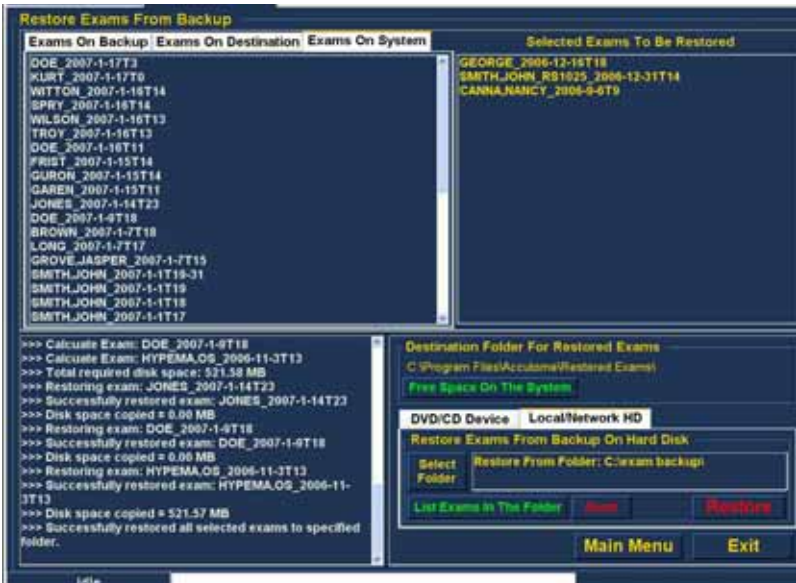 Restore Exams From Backup
Exams On Backup Exams On Destination Exams On System
DOE_2007-1-17T3
KURT_2007-1-17T0
WITTON_2007-1-16T14
SPRY_2007-1-16T14
WILSON_2007-1-16T13
TROY_2007-1-16T13
DOE_2007-1-16T11
FRIST_2007-1-15T14
GURON_2007-1-15T14
GAREN_2007-1-15T11
JONES_2007-1-14T23
DOE_2007-1-9T18
BROWN_2007-1-7T18
LONG_2007-1-7T17
GROVE,JASPER_2007-1-7T15
SMITH,JOHN_2007-1-1T19-31
SMITH,JOHN_2007-1-1T19
SMITH,JOHN_2007-1-1T18
SMITH,JOHN_2007-1-1T17
Selected Exams To Be Restored
GEORGE_2006-12-16T18
SMITH,JOHN_RS1025_2006-12-31T14
CANNA,NANCY_2006-9-6T9
>>> Calcuate Exam: DOE_2007-1-9T18
>>> Calcuate Exam: HYPEMA,OS_2006-11-3T13
>>> Total required disk space: 521.58 MB
>>> Restoring exam: JONES_2007-1-14T23
>>> Successfully restored exam: JONES_2007-1-14T23
>>> Disk space copied = 0.00 MB
>>> Restoring exam: DOE_2007-1-9T18
>>> Successfully restored exam: DOE_2007-1-9T18
>>> Disk space copied = 0.00 MB
>>> Restoring exam: HYPEMA,OS_2006-11-3T13
>>> Successfully restored exam: HYPEMA,OS_2006-11-
3T13
>>> Disk space copied = 521.57 MB
>>> Successfully restored all selected exams to specified
folder.
Destination Folder For Restored Exams
C:\Program Files\Accutome\Restored Exams\
Free Space On The System
DVD/CD Device Local/Network HD
Restore Exams From Backup On Hard Disk
Select
Folder
Restore From Folder: C:\exam backup\
List Exams In The Folder
Restore
Main Menu Exit
Idle